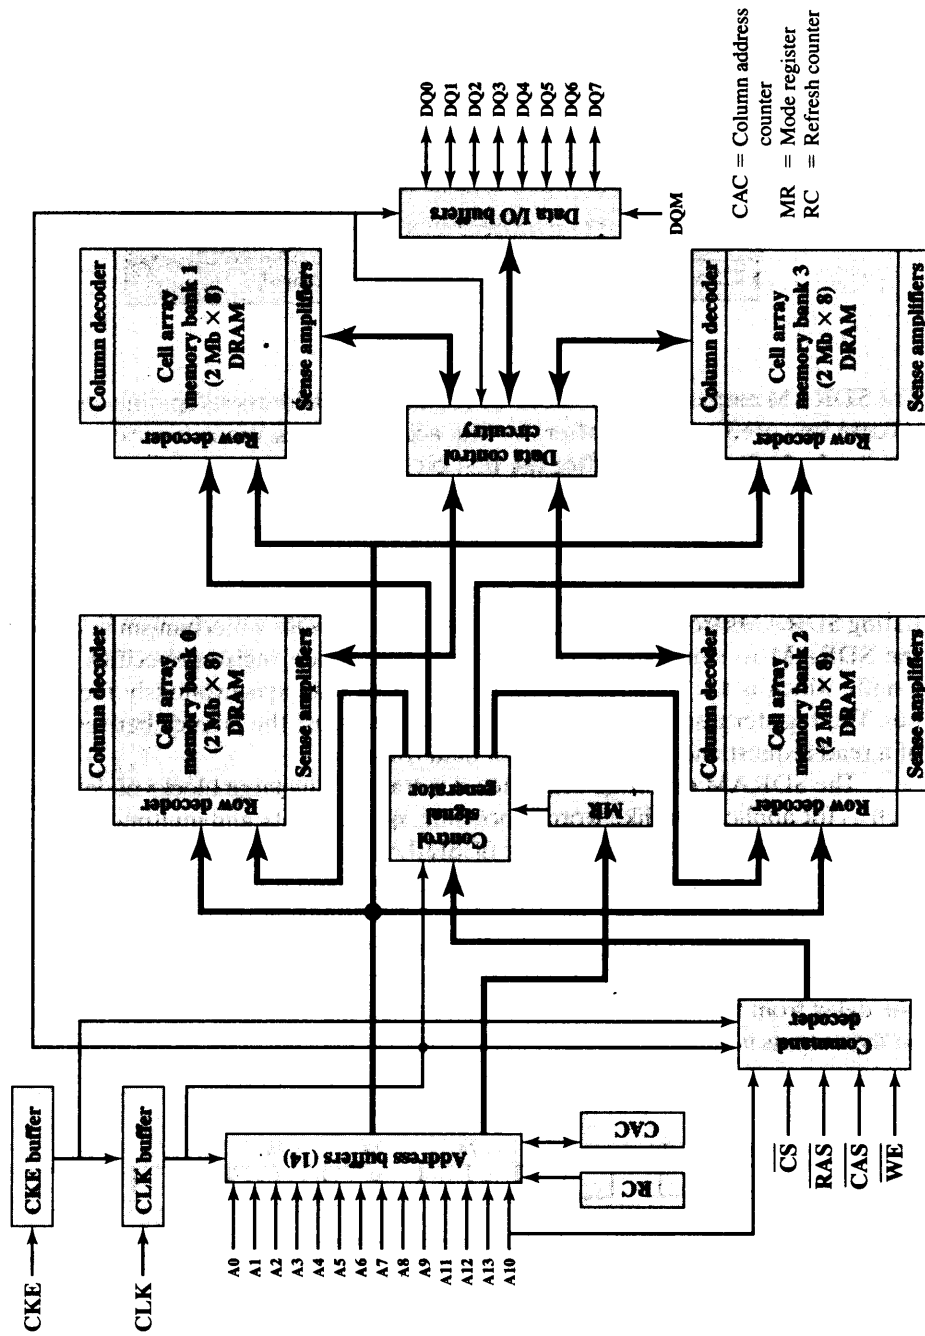 CKE
CKE buffer
CLK
CLK buffer
A0
A1
A2
A3
A4
A5
A6
A7
A8
A9
A11
A12
A13
A10
Address buffers (14)
RC
CAC
CS
RAS
CAS
WE
Command
decoder
Control
signal
generator
MR
Column decoder
Row decoder
Cell array
memory bank 0
(2 Mb × 8)
DRAM
Sense amplifiers
Column decoder
Row decoder
Cell array
memory bank 1
(2 Mb × 8)
DRAM
Sense amplifiers
Column decoder
Row decoder
Cell array
memory bank 2
(2 Mb × 8)
DRAM
Sense amplifiers
Column decoder
Row decoder
Cell array
memory bank 3
(2 Mb × 8)
DRAM
Sense amplifiers
Data control
circuitry
Data I/O buffers
DQM
DQ0
DQ1
DQ2
DQ3
DQ4
DQ5
DQ6
DQ7
CAC = Column address
counter
MR = Mode register
RC = Refresh counter